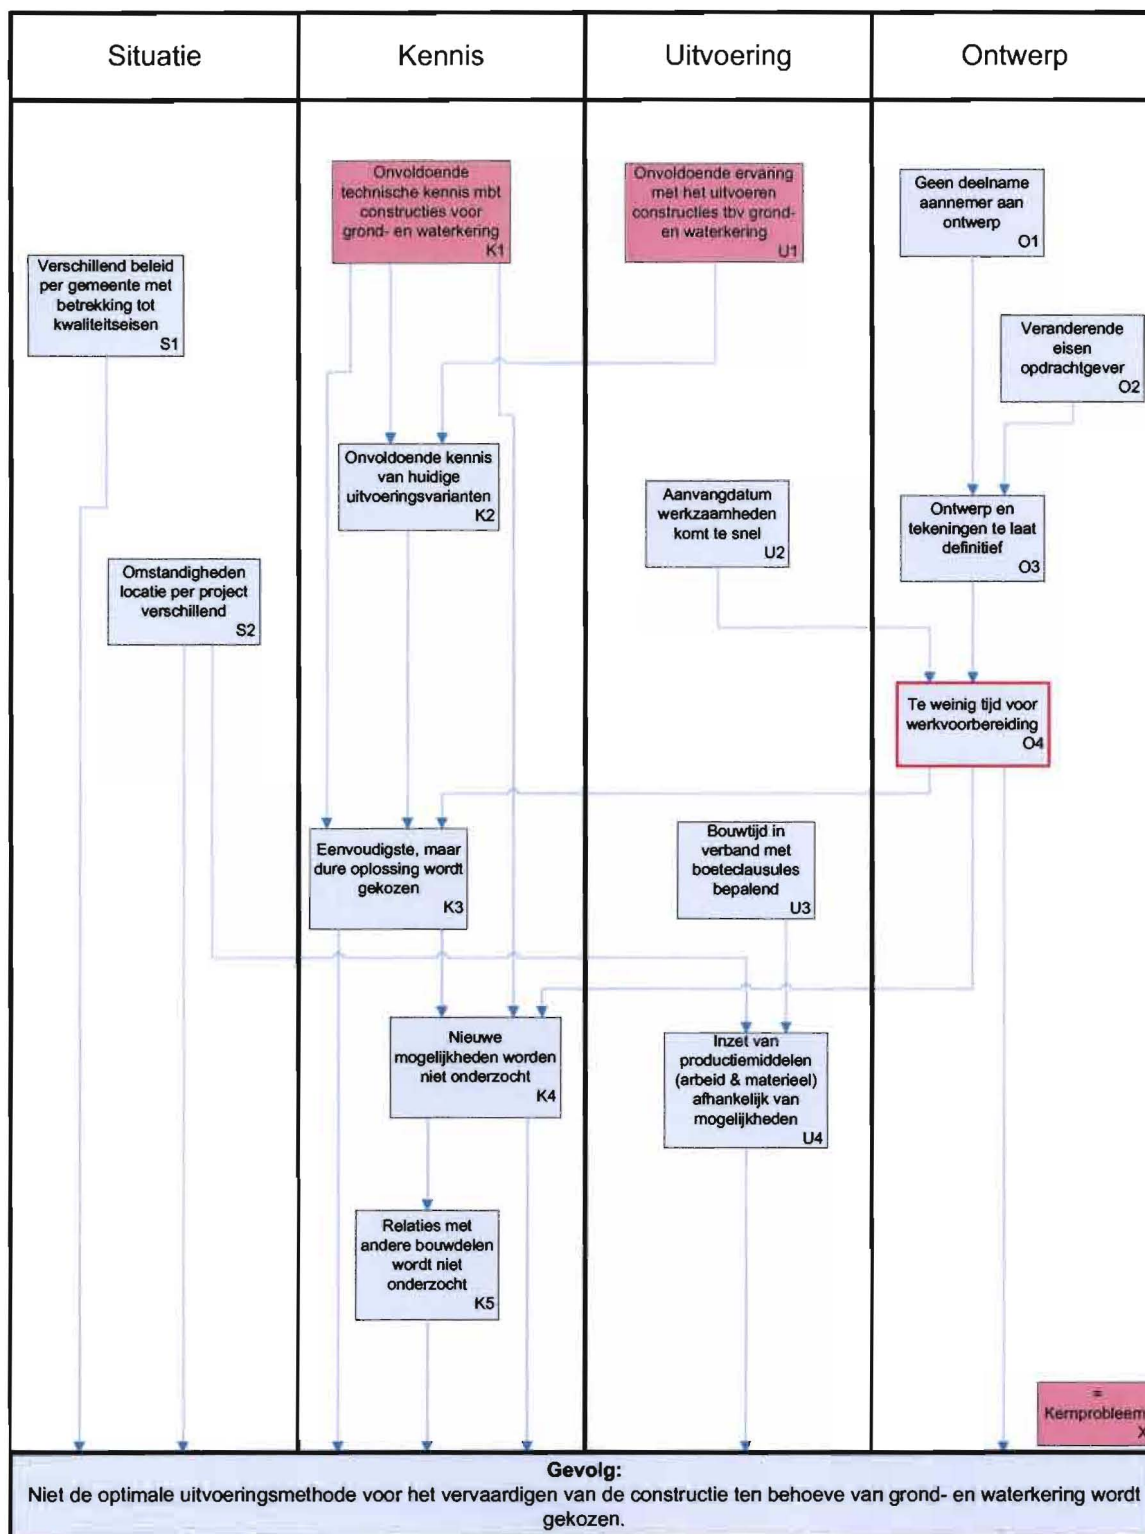 Situatie
Kennis
Uitvoering
Ontwerp
Onvoldoende
technische kennis mbt
constructies voor
grond- en waterkering
K1
Onvoldoende ervaring
met het uitvoeren
constructies tbv grond-
en waterkering
U1
Geen deelname
aannemer aan
ontwerp
O1
Verschillend beleid
per gemeente met
betrekking tot
kwaliteitseisen
S1
Veranderende
eisen
opdrachtgever
O2
Onvoldoende kennis
van huidige
uitvoeringsvarianten
K2
Aanvangdatum
werkzaamheden
komt te snel
U2
Ontwerp en
tekeningen te laat
definitief
O3
Omstandigheden
locatie per project
verschillend
S2
Te weinig tijd voor
werkvoorbereiding
O4
Eenvoudigste, maar
dure oplossing wordt
gekozen
K3
Bouwtijd in
verband met
boeteclausules
bepalend
U3
Nieuwe
mogelijkheden worden
niet onderzocht
K4
Inzet van
productiemiddelen
(arbeid & materieel)
afhankelijk van
mogelijkheden
U4
Relaties met
andere bouwdelen
wordt niet
onderzocht
K5
=
Kernprobleem
X
Gevolg:
Niet de optimale uitvoeringsmethode voor het vervaardigen van de constructie ten behoeve van grond- en waterkering wordt
gekozen.